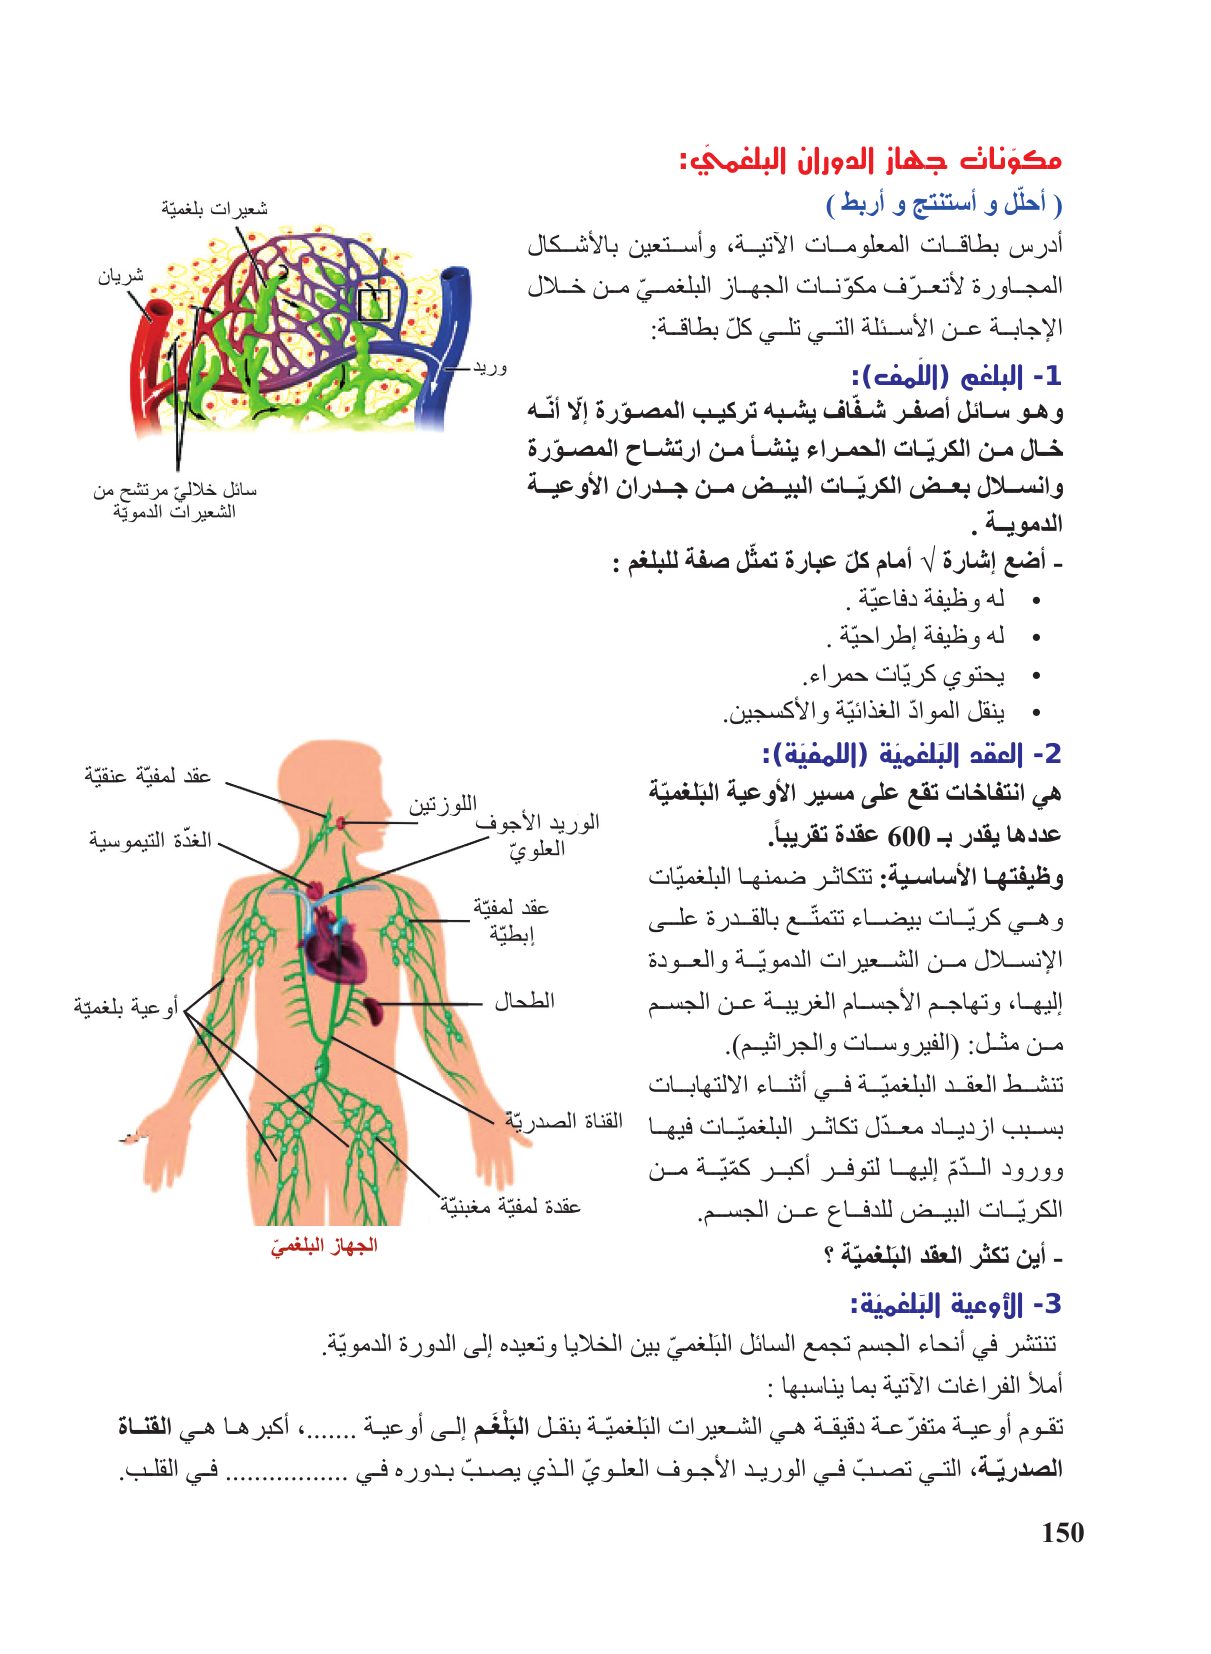 مكوّنات جهاز الدوران البلغميّ:
( أحلّل و أستنتج و أربط )
أدرس بطاقات المعلومات الآتية، وأستعين بالأشكال
المجاورة لأتعرّف مكوّنات الجهاز البلغميّ من خلال
الإجابة عن الأسئلة التي تلي كلّ بطاقة:
شعيرات بلغميّة
شريان
وريد
سائل خلاليّ مرتشح من
الشعيرات الدمويّة
1- البلغم (اللّمف):
وهو سائل أصفر شفّاف يشبه تركيب المصوّرة إلّا أنّه
خال من الكريّات الحمراء ينشأ من ارتشاح المصوّرة
وانسلال بعض الكريّات البيض من جدران الأوعية
الدموية .
- أضع إشارة √ أمام كلّ عبارة تمثّل صفة للبلغم :
• له وظيفة دفاعيّة .
• له وظيفة إطراحيّة .
• يحتوي كريّات حمراء.
• ينقل الموادّ الغذائيّة والأكسجين.
2- العقد البَلغميّة (اللمفيّة):
هي انتفاخات تقع على مسير الأوعية البَلغميّة
عددها يقدر بـ 600 عقدة تقريباً.
وظيفتها الأساسية: تتكاثر ضمنها البلغميّات
وهي كريّات بيضاء تتمتّع بالقدرة على
الإنسلال من الشعيرات الدمويّة والعودة
إليها، وتهاجم الأجسام الغريبة عن الجسم
من مثل: (الفيروسات والجراثيم).
تنشط العقد البلغميّة في أثناء الالتهابات
بسبب ازدياد معدّل تكاثر البلغميّات فيها
وورود الدّمّ إليها لتوفر أكبر كمّيّة من
الكريّات البيض للدفاع عن الجسم.
- أين تكثر العقد البَلغميّة ؟
عقد لمفيّة عنقيّة
اللوزتين
الوريد الأجوف
العلويّ
الغدّة التيموسية
عقد لمفيّة
إبطيّة
الطحال
أوعية بلغميّة
القناة الصدريّة
عقدة لمفيّة مغبنيّة
الجهاز البلغميّ
3- الأوعية البَلغميّة:
تنتشر في أنحاء الجسم تجمع السائل البَلغميّ بين الخلايا وتعيده إلى الدورة الدمويّة.
أملأ الفراغات الآتية بما يناسبها :
تقوم أوعية متفرّعة دقيقة هي الشعيرات البَلغميّة بنقل البَلْغَم إلى أوعية .......، أكبرها هي القناة
الصدريّة، التي تصبّ في الوريد الأجوف العلويّ الذي يصبّ بدوره في ................. في القلب.
150